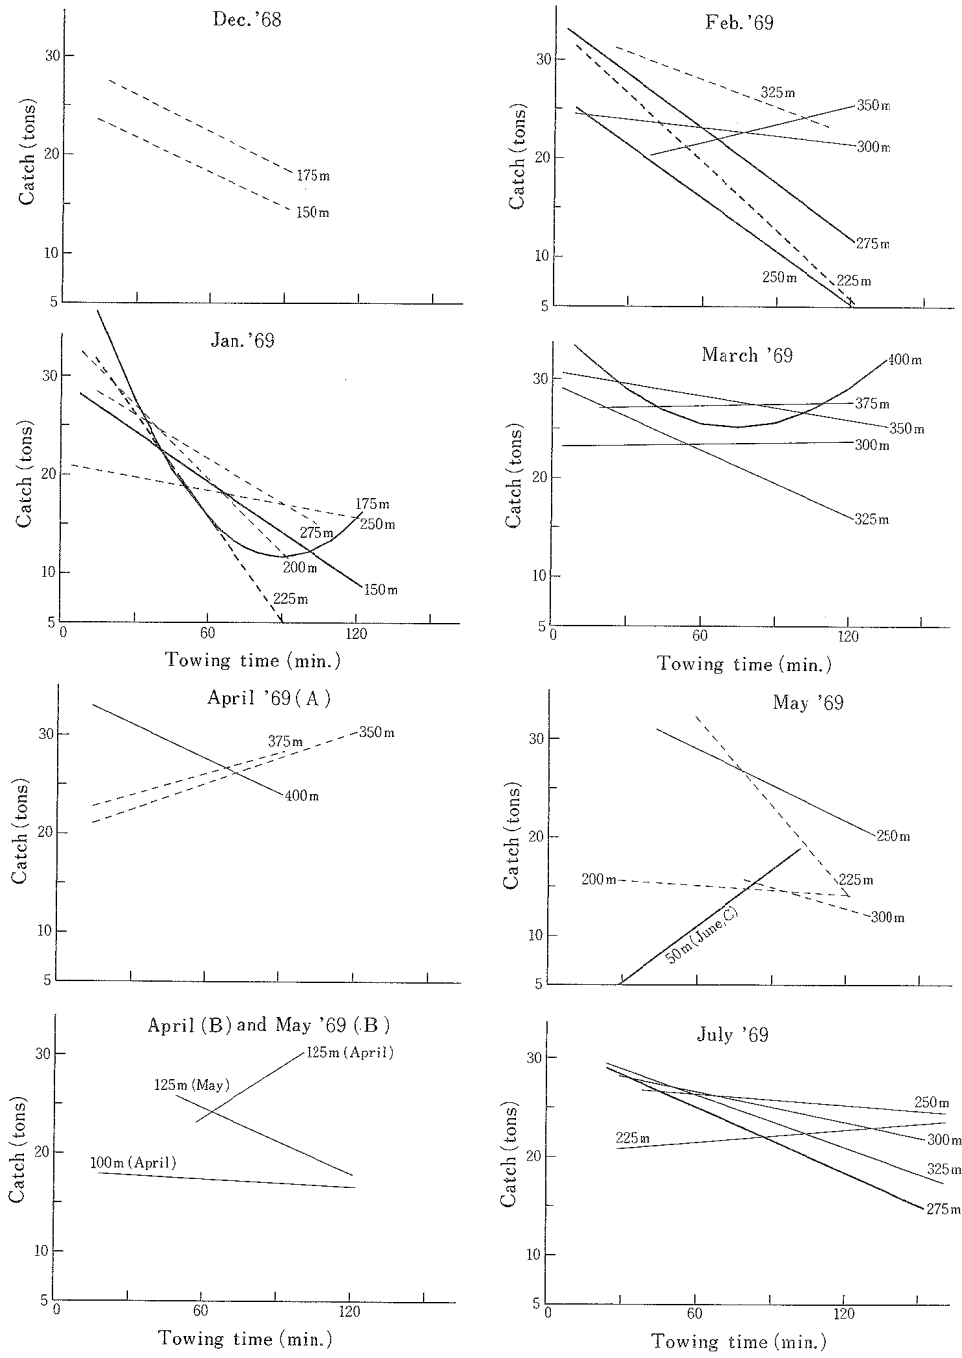 Dec. '68
30
20
10
5
Catch (tons)
175m
150m
Feb. '69
30
20
10
5
Catch (tons)
325m
350m
300m
275m
250m
225m
Jan. '69
30
20
10
5
0
60
120
Catch (tons)
Towing time (min.)
175m
250m
275m
200m
150m
225m
March '69
30
20
10
5
0
60
120
Catch (tons)
Towing time (min.)
400m
375m
350m
300m
325m
April '69 (A)
30
20
10
5
Catch (tons)
375m
350m
400m
May '69
30
20
10
5
Catch (tons)
250m
200m
225m
300m
50m (June, C)
April (B) and May '69 (B)
30
20
10
5
0
60
120
Catch (tons)
Towing time (min.)
125m (April)
125m (May)
100m (April)
July '69
30
20
10
5
0
60
120
Catch (tons)
Towing time (min.)
250m
225m
300m
325m
275m